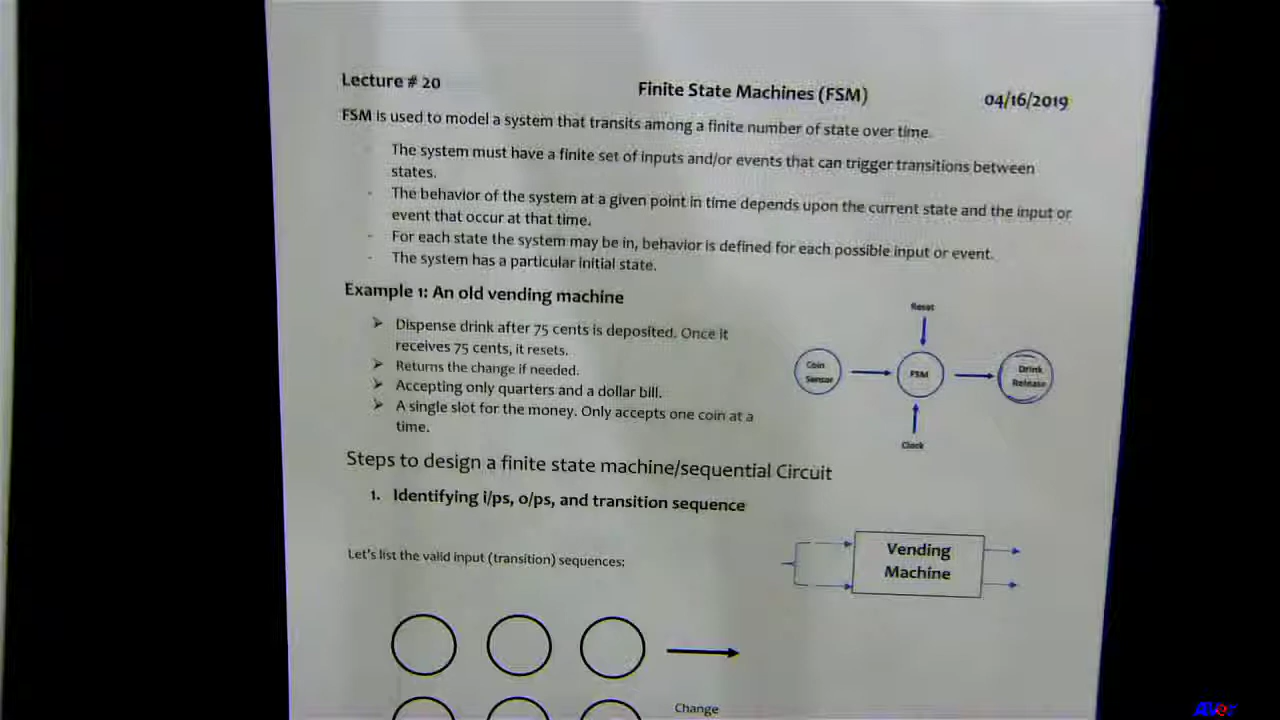 Lecture # 20 Finite State Machines (FSM) 04/16/2019
FSM is used to model a system that transits among a finite number of state over time.
- The system must have a finite set of inputs and/or events that can trigger transitions between
states.
- The behavior of the system at a given point in time depends upon the current state and the input or
event that occur at that time.
- For each state the system may be in, behavior is defined for each possible input or event.
- The system has a particular initial state.
Example 1: An old vending machine
➢ Dispense drink after 75 cents is deposited. Once it
receives 75 cents, it resets.
➢ Returns the change if needed.
➢ Accepting only quarters and a dollar bill.
➢ A single slot for the money. Only accepts one coin at a
time.
Reset
Coin
Sensor
FSM
Drink
Release
Clock
Steps to design a finite state machine/sequential Circuit
1. Identifying i/ps, o/ps, and transition sequence
Let's list the valid input (transition) sequences:
Vending
Machine
Change
AVer